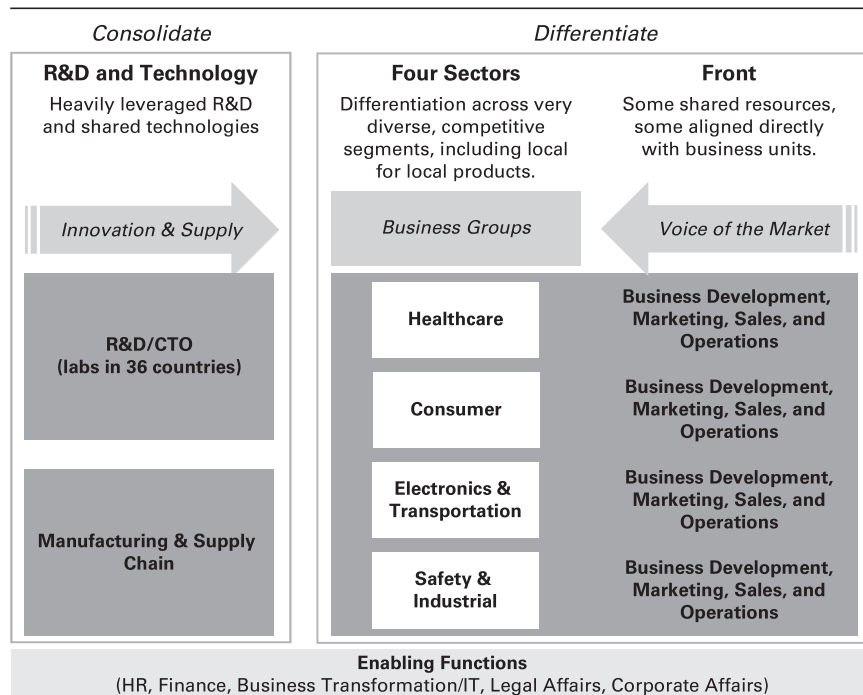 Consolidate
Differentiate
R&D and Technology
Heavily leveraged R&D
and shared technologies
Four Sectors
Differentiation across very
diverse, competitive
segments, including local
for local products.
Front
Some shared resources,
some aligned directly
with business units.
Innovation & Supply
Business Groups
Voice of the Market
R&D/CTO
(labs in 36 countries)
Manufacturing & Supply
Chain
Healthcare
Business Development,
Marketing, Sales, and
Operations
Consumer
Business Development,
Marketing, Sales, and
Operations
Electronics &
Transportation
Business Development,
Marketing, Sales, and
Operations
Safety &
Industrial
Business Development,
Marketing, Sales, and
Operations
Enabling Functions
(HR, Finance, Business Transformation/IT, Legal Affairs, Corporate Affairs)